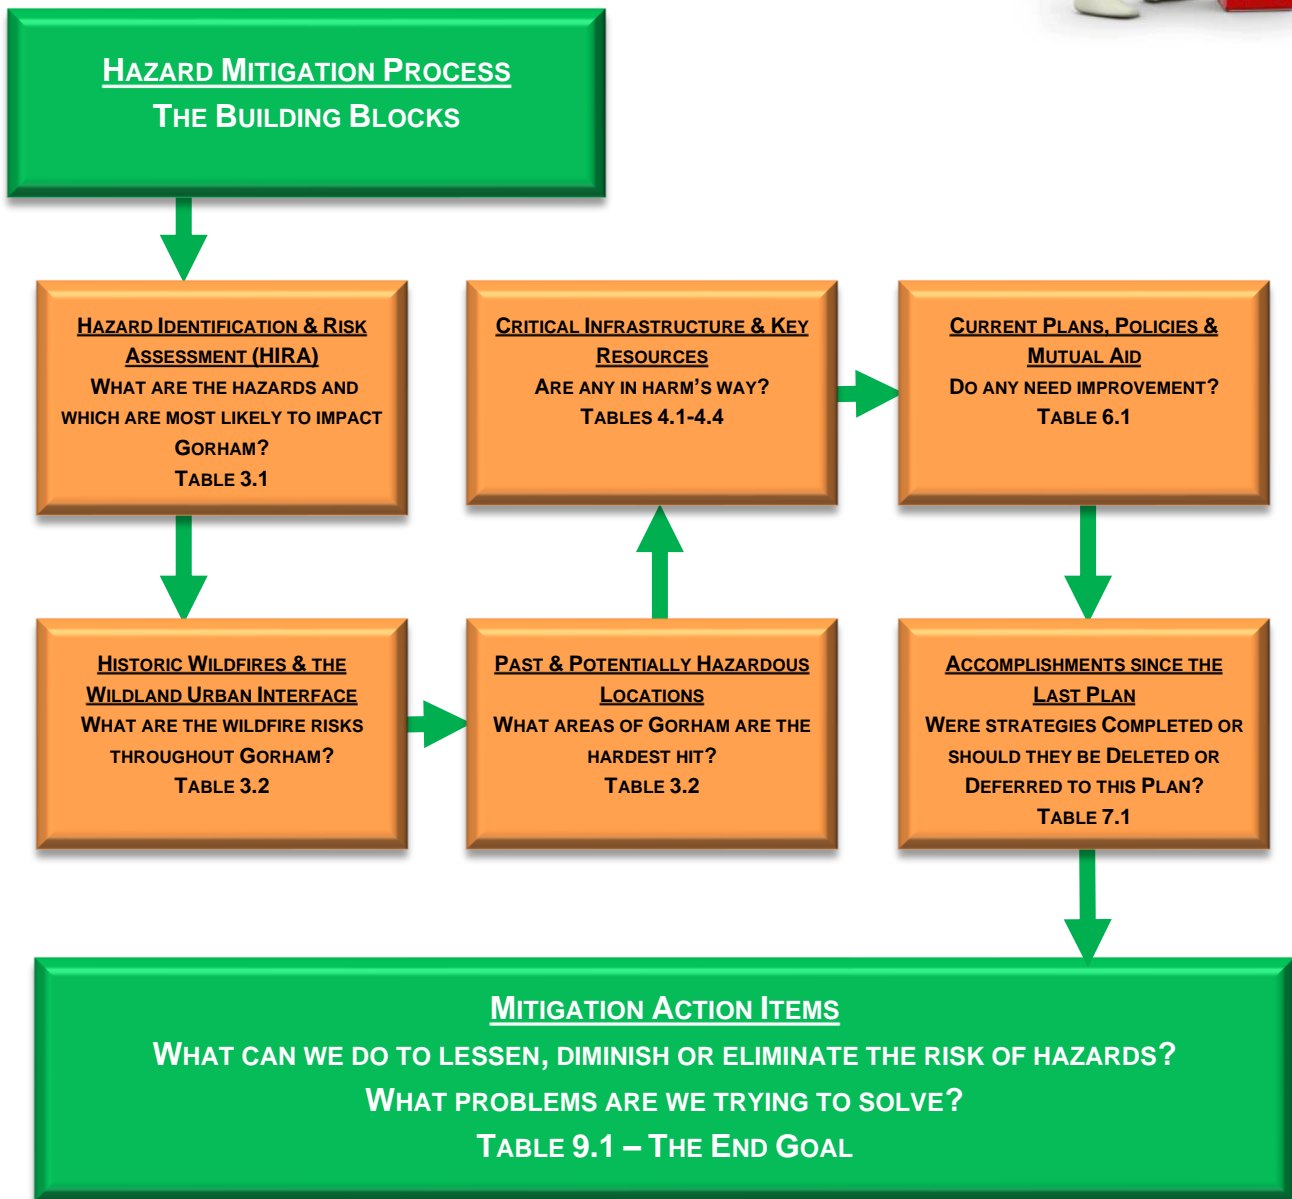 HAZARD MITIGATION PROCESS
THE BUILDING BLOCKS
HAZARD IDENTIFICATION & RISK
ASSESSMENT (HIRA)
WHAT ARE THE HAZARDS AND
WHICH ARE MOST LIKELY TO IMPACT
GORHAM?
TABLE 3.1
HISTORIC WILDFIRES & THE
WILDLAND URBAN INTERFACE
WHAT ARE THE WILDFIRE RISKS
THROUGHOUT GORHAM?
TABLE 3.2
PAST & POTENTIALLY HAZARDOUS
LOCATIONS
WHAT AREAS OF GORHAM ARE THE
HARDEST HIT?
TABLE 3.2
CRITICAL INFRASTRUCTURE & KEY
RESOURCES
ARE ANY IN HARM'S WAY?
TABLES 4.1-4.4
CURRENT PLANS, POLICIES &
MUTUAL AID
DO ANY NEED IMPROVEMENT?
TABLE 6.1
ACCOMPLISHMENTS SINCE THE
LAST PLAN
WERE STRATEGIES COMPLETED OR
SHOULD THEY BE DELETED OR
DEFERRED TO THIS PLAN?
TABLE 7.1
MITIGATION ACTION ITEMS
WHAT CAN WE DO TO LESSEN, DIMINISH OR ELIMINATE THE RISK OF HAZARDS?
WHAT PROBLEMS ARE WE TRYING TO SOLVE?
TABLE 9.1 – THE END GOAL